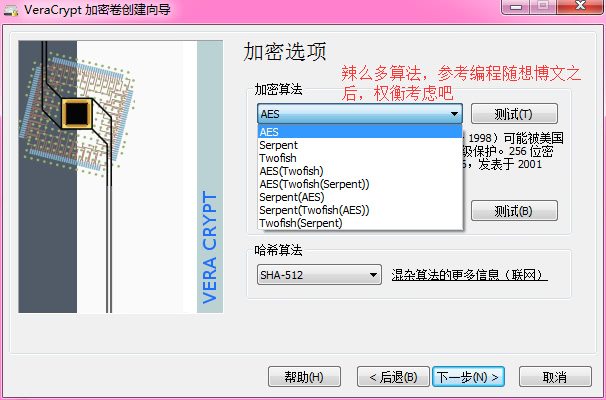 VeraCrypt 加密卷创建向导
加密选项
辣么多算法，参考编程随想博文之
后，权衡考虑吧
加密算法
AES
测试(T)
AES
Serpent
Twofish
AES(Twofish)
AES(Twofish(Serpent))
Serpent(AES)
Serpent(Twofish(AES))
Twofish(Serpent)
1998）可能被美国
级保护。256 位密
，发表于 2001
测试(B)
哈希算法
SHA-512
混杂算法的更多信息（联网）
VERA CRYPT
帮助(H)
< 后退(B)
下一步(N) >
取消